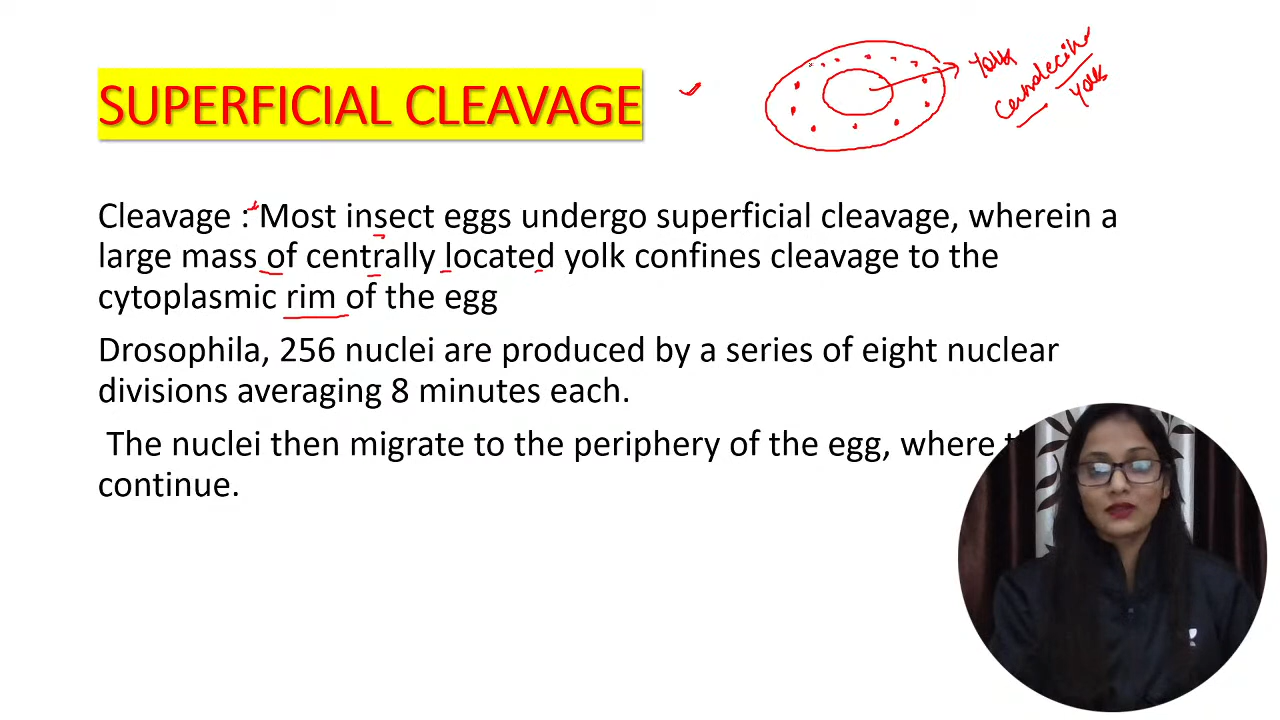 SUPERFICIAL CLEAVAGE
Yolk
yolk
Cleavage : Most insect eggs undergo superficial cleavage, wherein a
large mass of centrally located yolk confines cleavage to the
cytoplasmic rim of the egg
Drosophila, 256 nuclei are produced by a series of eight nuclear
divisions averaging 8 minutes each.
The nuclei then migrate to the periphery of the egg, where
continue.